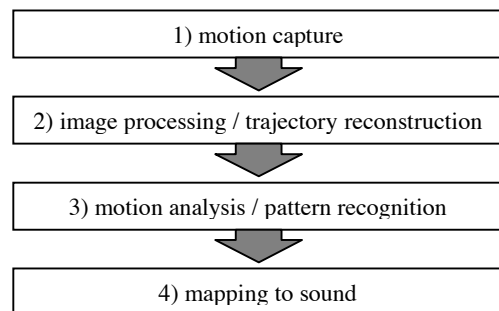 1) motion capture
2) image processing / trajectory reconstruction
3) motion analysis / pattern recognition
4) mapping to sound